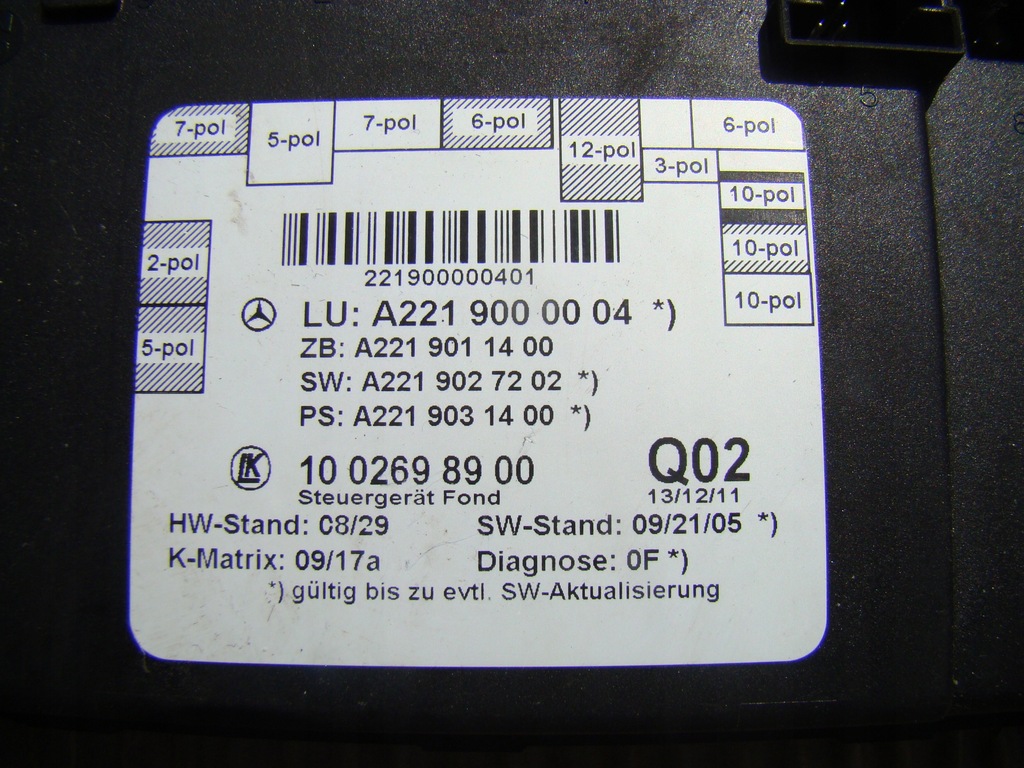 7-pol 5-pol 7-pol 6-pol 12-pol 6-pol
3-pol
10-pol
10-pol
10-pol
2-pol
5-pol
221900000401
LU: A221 900 00 04 *)
ZB: A221 901 14 00
SW: A221 902 72 02 *)
PS: A221 903 14 00 *)
LK 10 0269 89 00 Q02
Steuergerät Fond 13/12/11
HW-Stand: 08/29 SW-Stand: 09/21/05 *)
K-Matrix: 09/17a Diagnose: 0F *)
*) gültig bis zu evtl. SW-Aktualisierung
5